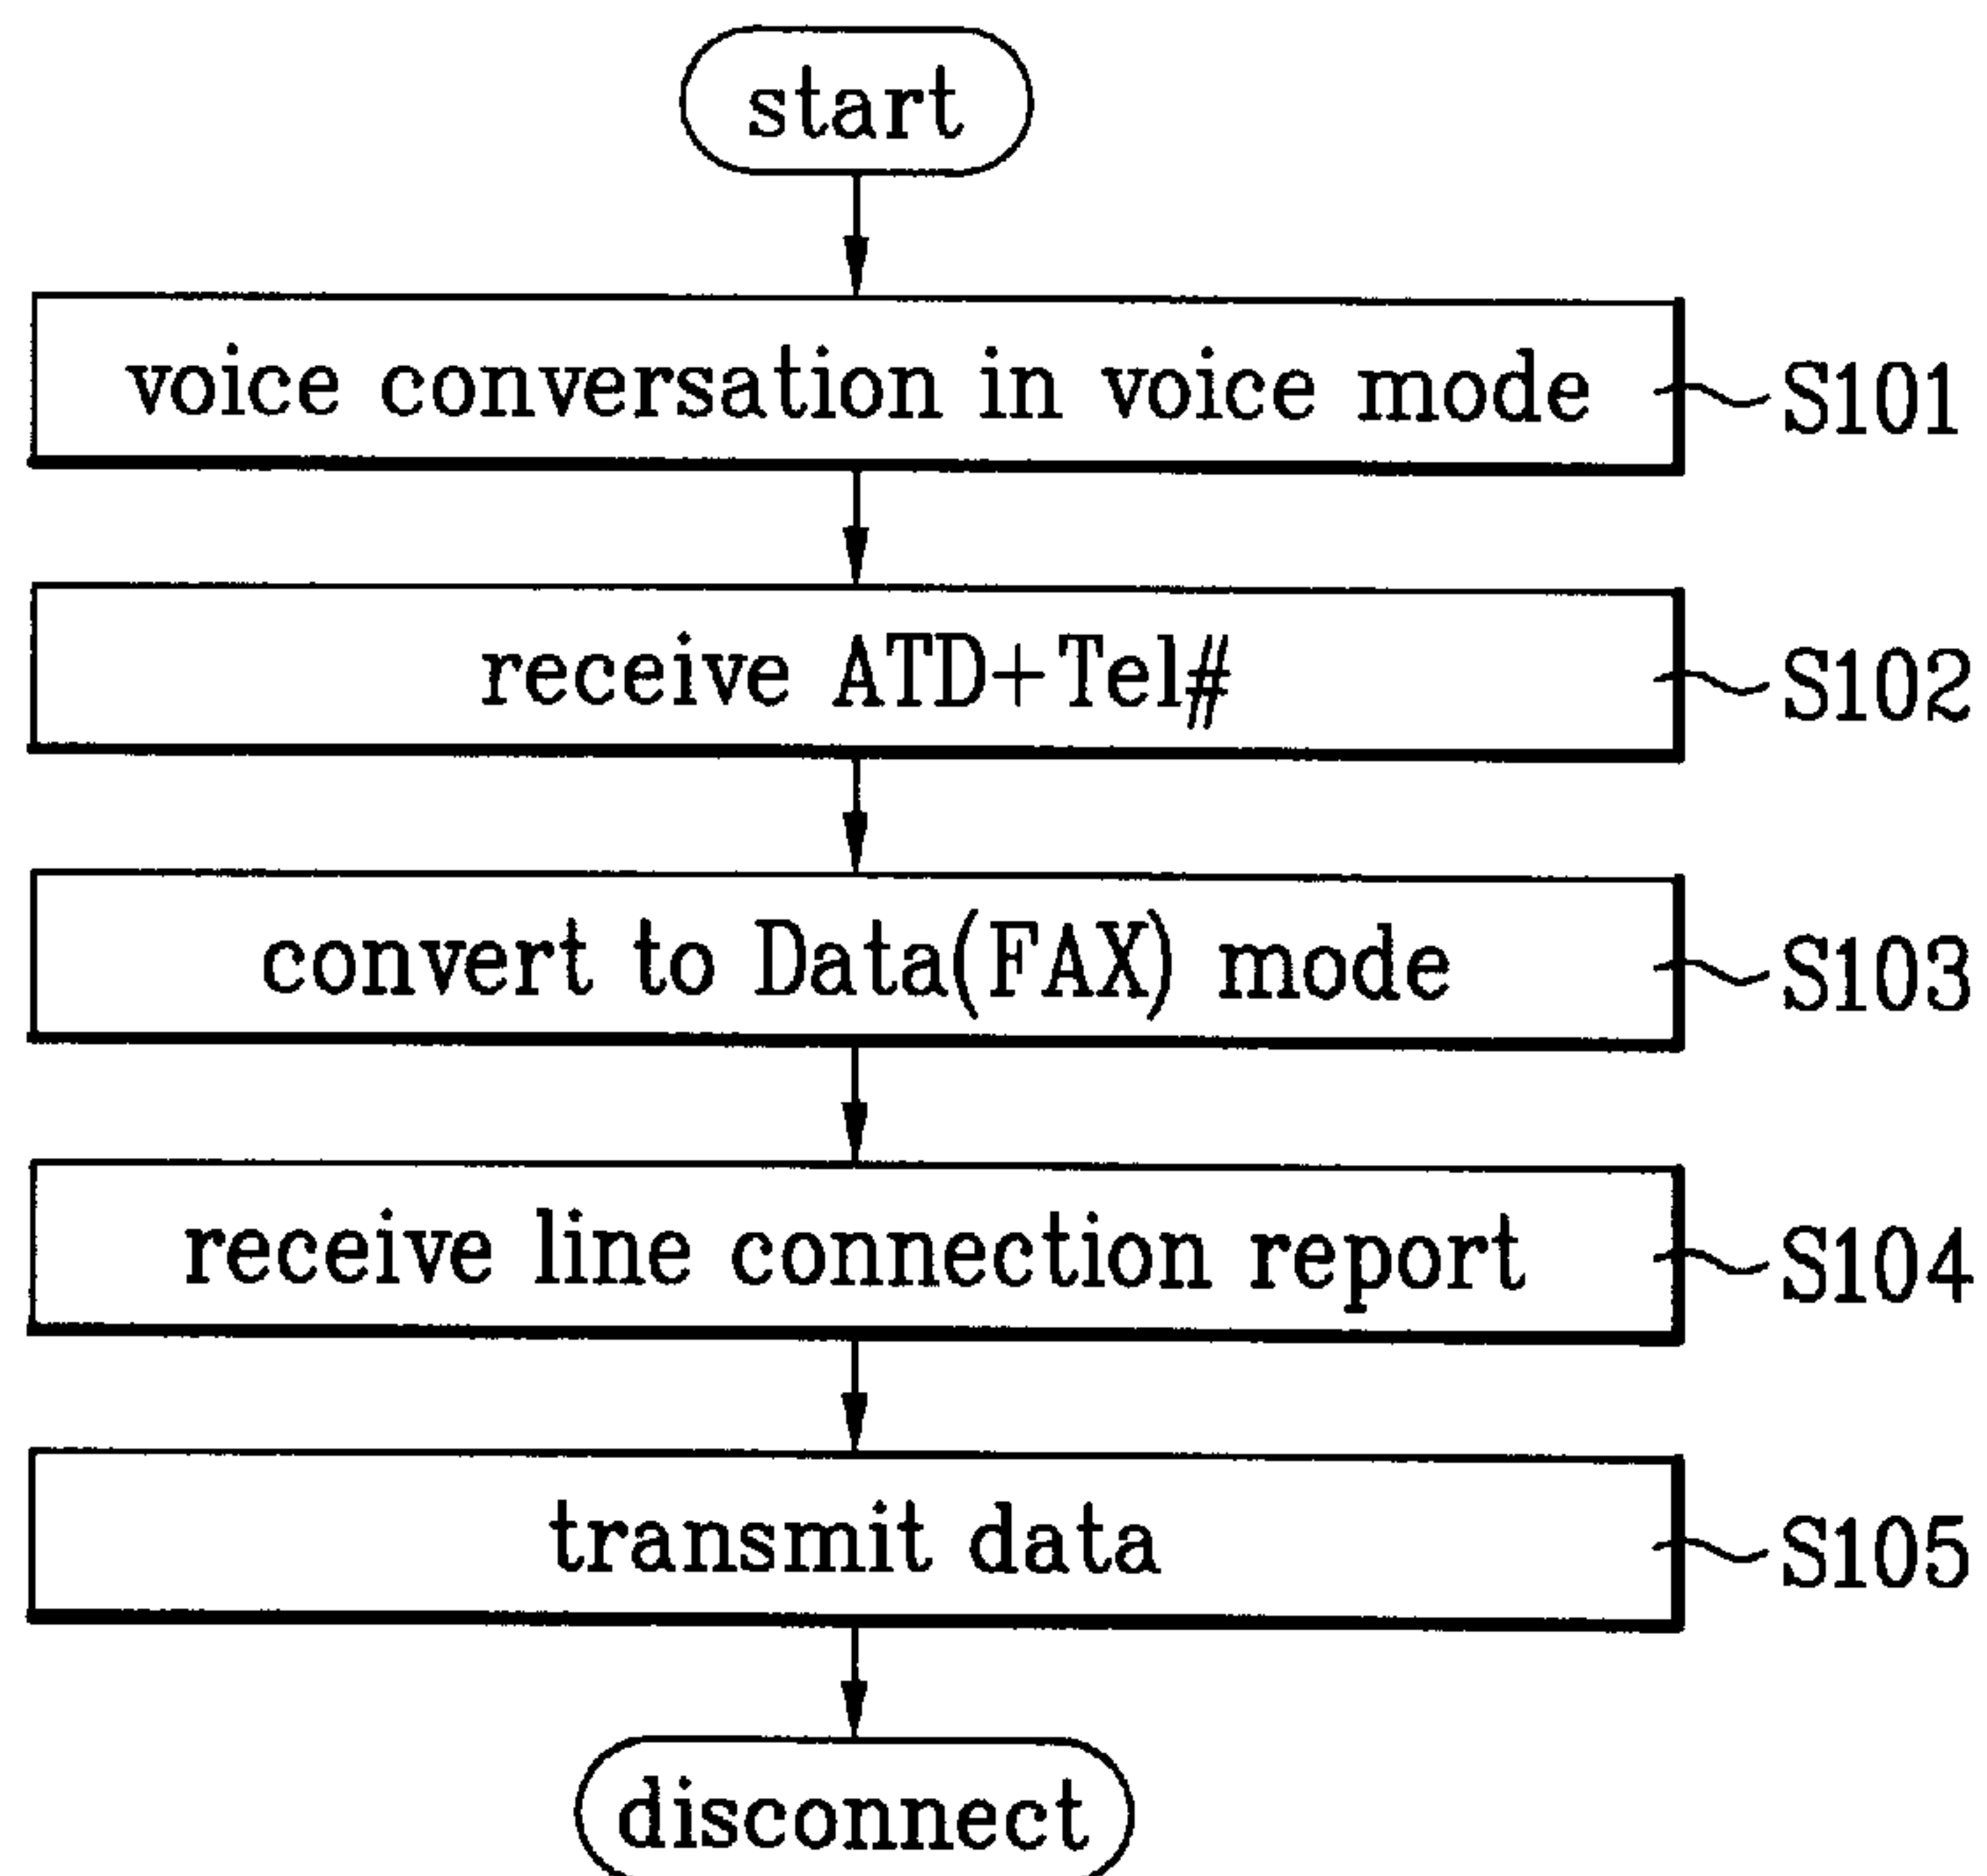 start
voice conversation in voice mode S101
receive ATD+Tel# S102
convert to Data(FAX) mode S103
receive line connection report S104
transmit data S105
disconnect